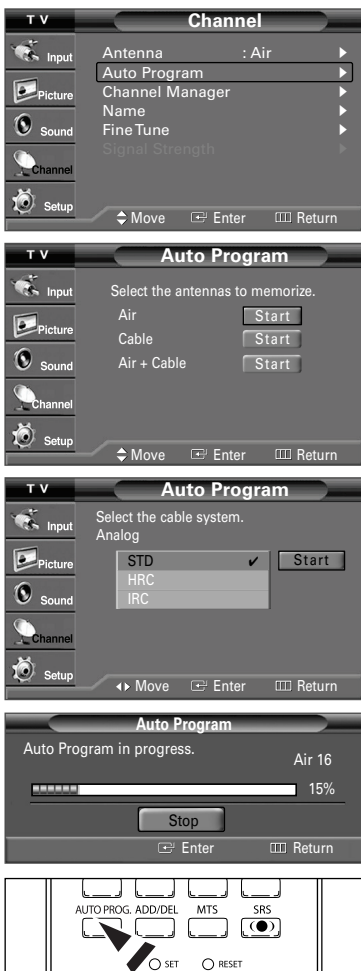 TV
Channel
Input
Picture
Sound
Channel
Setup
Antenna : Air
Auto Program
Channel Manager
Name
Fine Tune
Signal Strength
Move Enter Return
TV
Auto Program
Input
Picture
Sound
Channel
Setup
Select the antennas to memorize.
Air Start
Cable Start
Air + Cable Start
Move Enter Return
TV
Auto Program
Input
Picture
Sound
Channel
Setup
Select the cable system.
Analog
STD ✔ Start
HRC
IRC
Move Enter Return
Auto Program
Auto Program in progress.
Air 16
15%
Stop
Enter Return
AUTO PROG. ADD/DEL MTS SRS
SET RESET